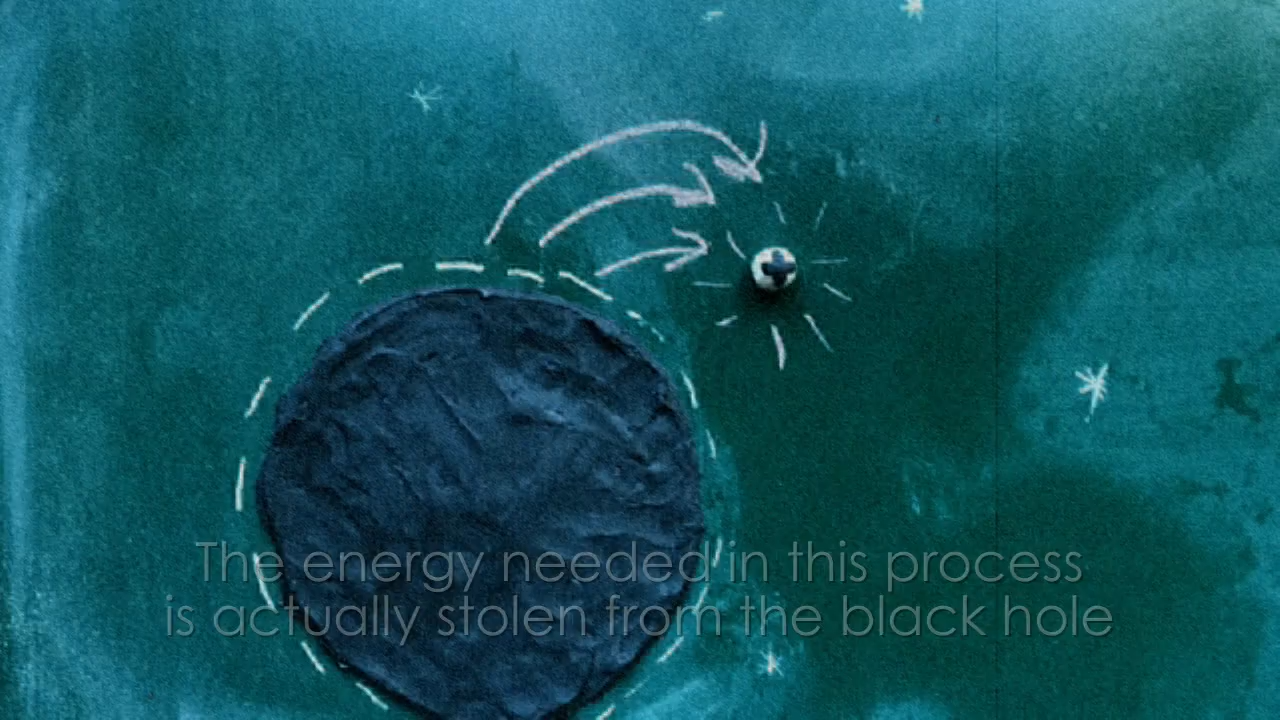 The energy needed in this process
is actually stolen from the black hole